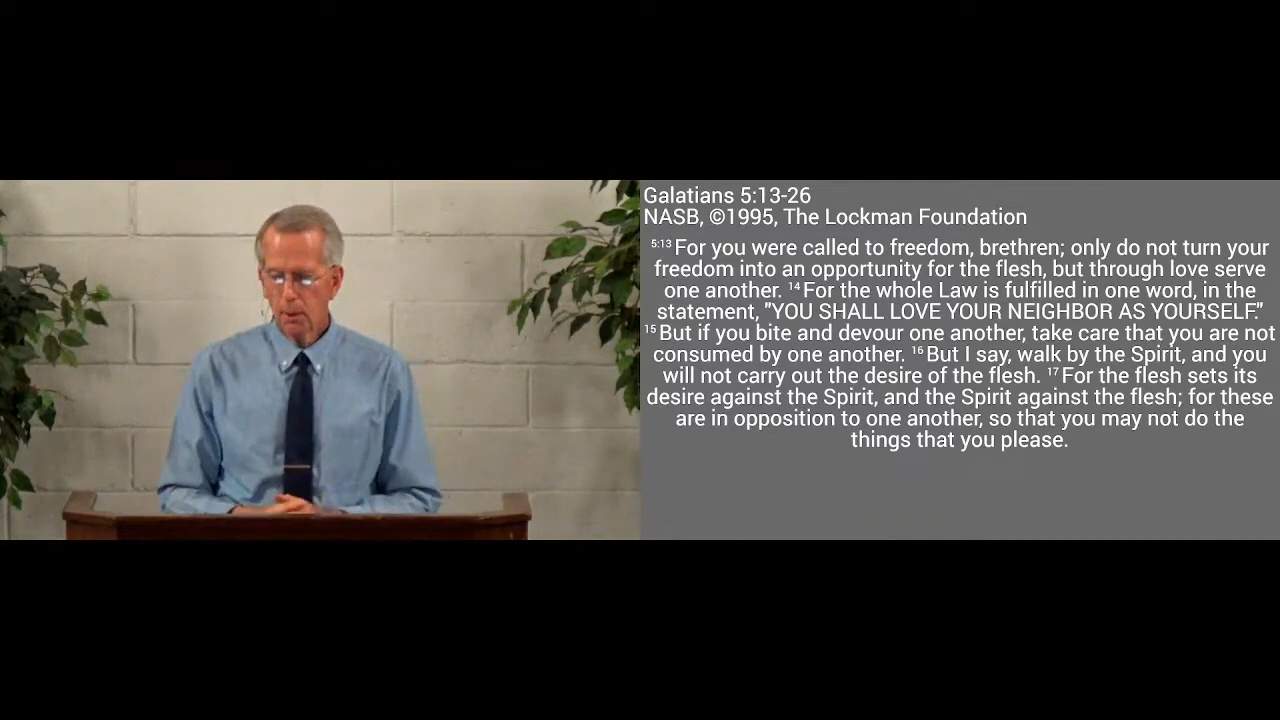 Galatians 5:13-26
NASB, ©1995, The Lockman Foundation
5:13 For you were called to freedom, brethren; only do not turn your
freedom into an opportunity for the flesh, but through love serve
one another. 14 For the whole Law is fulfilled in one word, in the
statement, "YOU SHALL LOVE YOUR NEIGHBOR AS YOURSELF."
15 But if you bite and devour one another, take care that you are not
consumed by one another. 16 But I say, walk by the Spirit, and you
will not carry out the desire of the flesh. 17 For the flesh sets its
desire against the Spirit, and the Spirit against the flesh; for these
are in opposition to one another, so that you may not do the
things that you please.